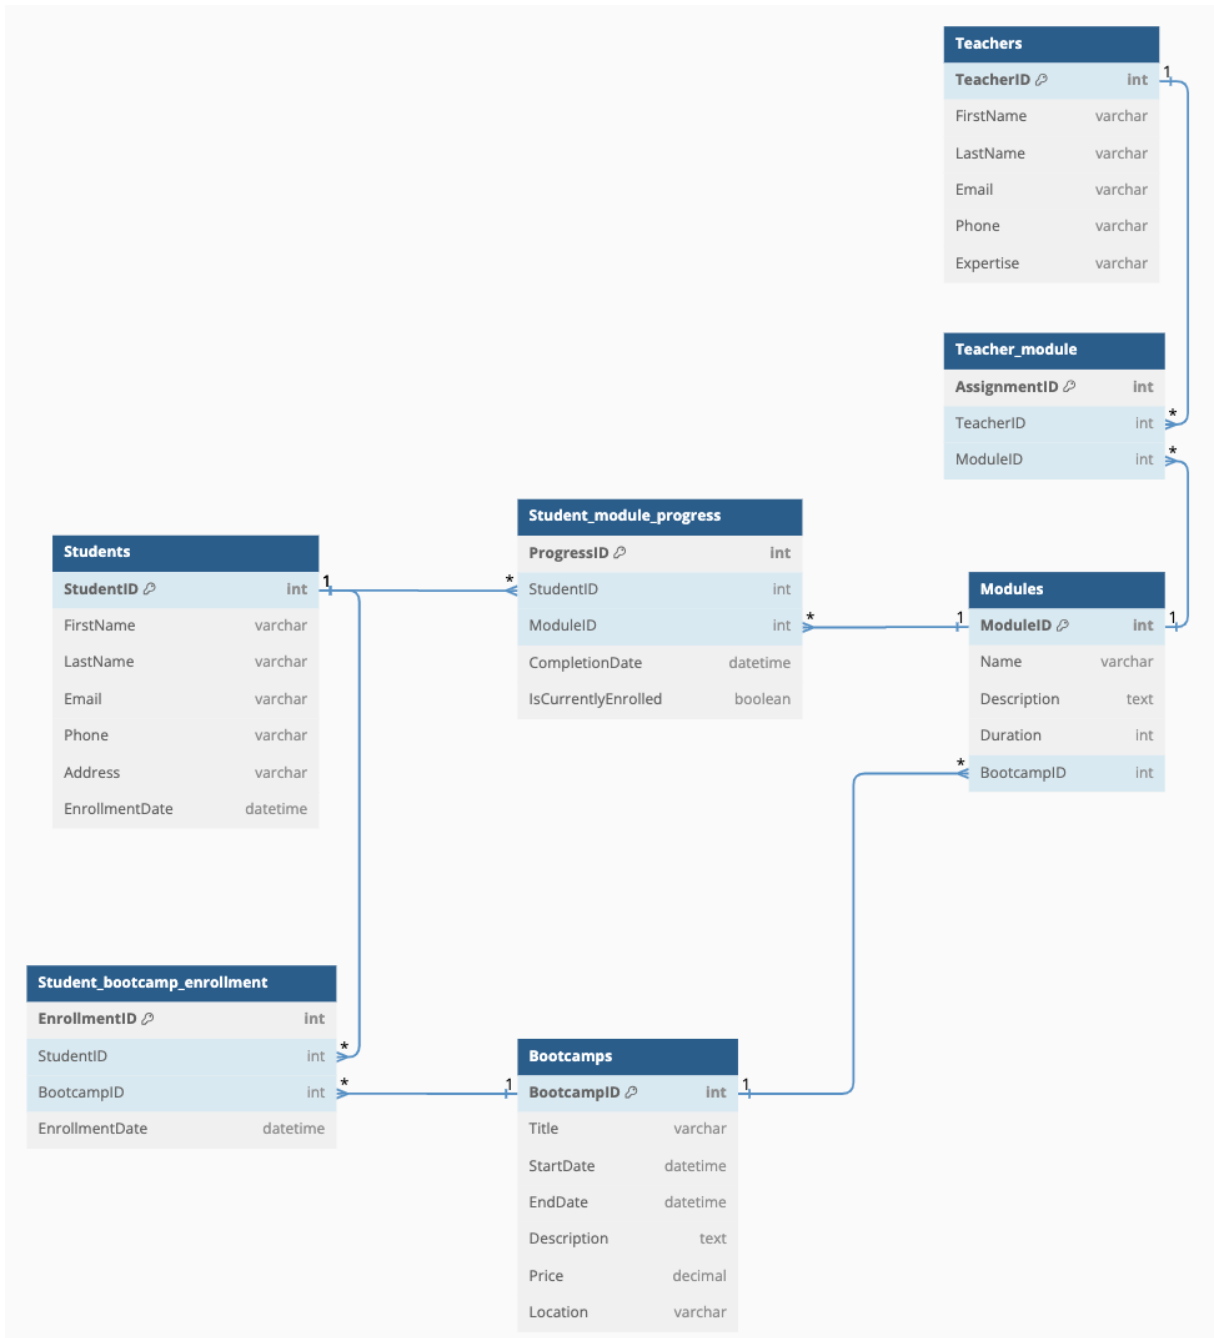 Teachers
TeacherID int
FirstName varchar
LastName varchar
Email varchar
Phone varchar
Expertise varchar
1
Teacher_module
AssignmentID int
TeacherID int
ModuleID int
*
*
Student_module_progress
ProgressID int
StudentID int
ModuleID int
CompletionDate datetime
IsCurrentlyEnrolled boolean
*
*
Students
StudentID int
FirstName varchar
LastName varchar
Email varchar
Phone varchar
Address varchar
EnrollmentDate datetime
1
Modules
ModuleID int
Name varchar
Description text
Duration int
BootcampID int
1
1
*
Student_bootcamp_enrollment
EnrollmentID int
StudentID int
BootcampID int
EnrollmentDate datetime
*
*
Bootcamps
BootcampID int
Title varchar
StartDate datetime
EndDate datetime
Description text
Price decimal
Location varchar
1
1